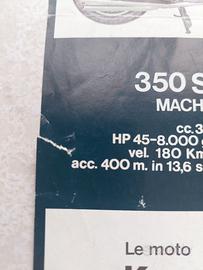 350 S
MACH
cc. 3
HP 45-8.000 g
vel. 180 Km
acc. 400 m. in 13,6 s
Le moto